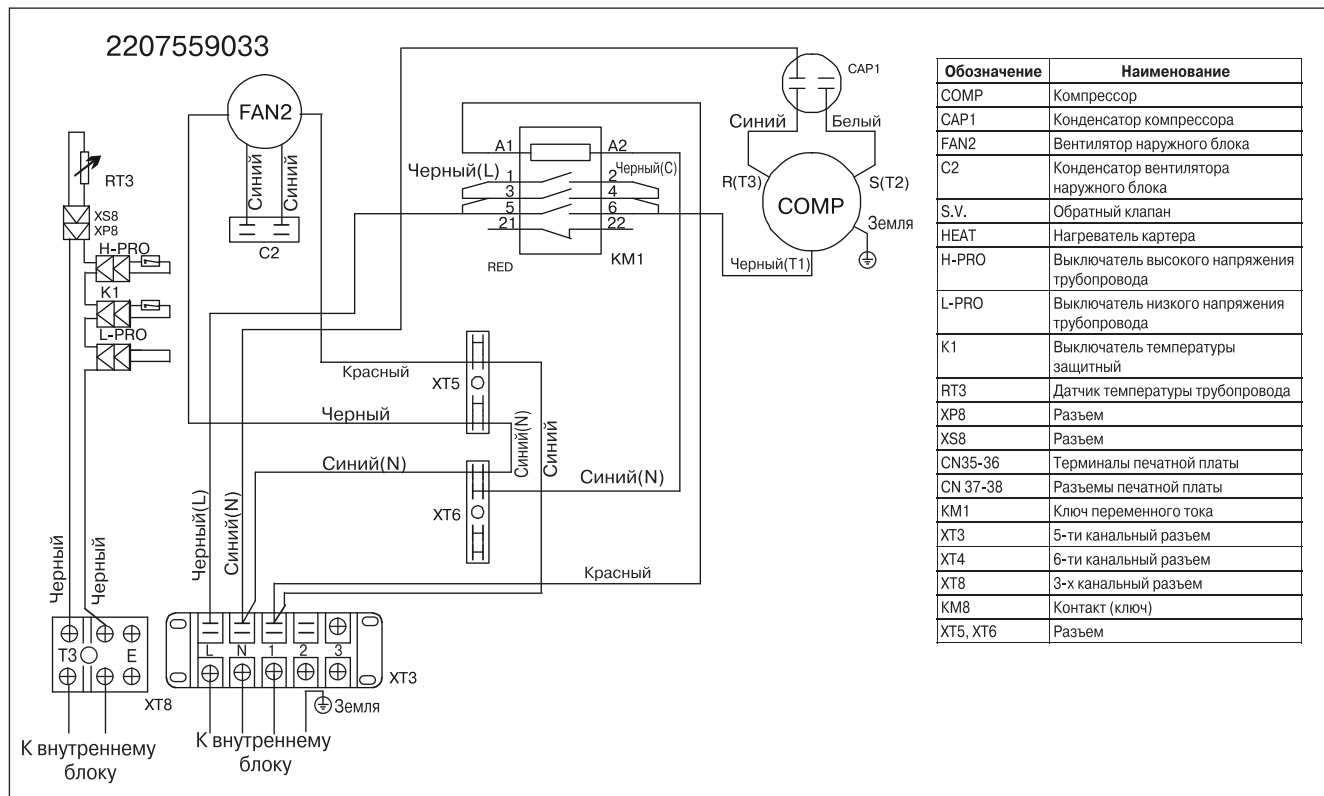 2207559033
FAN2
Синий
Синий
C2
RT3
XS8
XP8
H-PRO
K1
L-PRO
CAP1
Синий
Белый
R(T3)
S(T2)
COMP
Земля
Черный(T1)
A1
A2
Черный(L)
Черный(C)
1
2
3
4
5
6
21
22
RED
KM1
Красный
XT5
Черный
Синий(N)
Синий
Синий(N)
Синий(N)
XT6
Черный(L)
Синий(N)
Красный
Черный
Черный
T3
E
XT8
L
N
1
2
3
XT3
Земля
К внутреннему
блоку
К внутреннему
блоку
Обозначение Наименование
COMP Компрессор
CAP1 Конденсатор компрессора
FAN2 Вентилятор наружного блока
C2 Конденсатор вентилятора
наружного блока
S.V. Обратный клапан
HEAT Нагреватель картера
H-PRO Выключатель высокого напряжения
трубопровода
L-PRO Выключатель низкого напряжения
трубопровода
K1 Выключатель температуры
защитный
RT3 Датчик температуры трубопровода
XP8 Разъем
XS8 Разъем
CN35-36 Терминалы печатной платы
CN 37-38 Разъемы печатной платы
KM1 Ключ переменного тока
XT3 5-ти канальный разъем
XT4 6-ти канальный разъем
XT8 3-х канальный разъем
KM8 Контакт (ключ)
XT5, XT6 Разъем